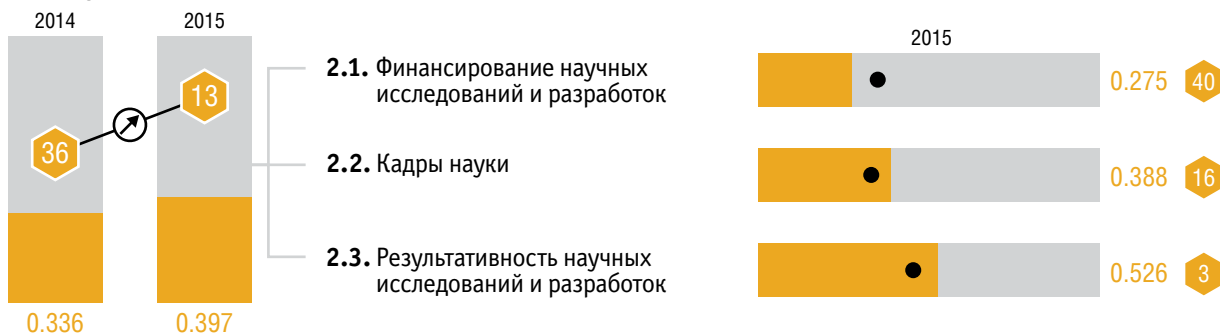 2014 2015
36
13
0.336 0.397
2.1. Финансирование научных
исследований и разработок
2.2. Кадры науки
2.3. Результативность научных
исследований и разработок
2015
0.275 40
0.388 16
0.526 3